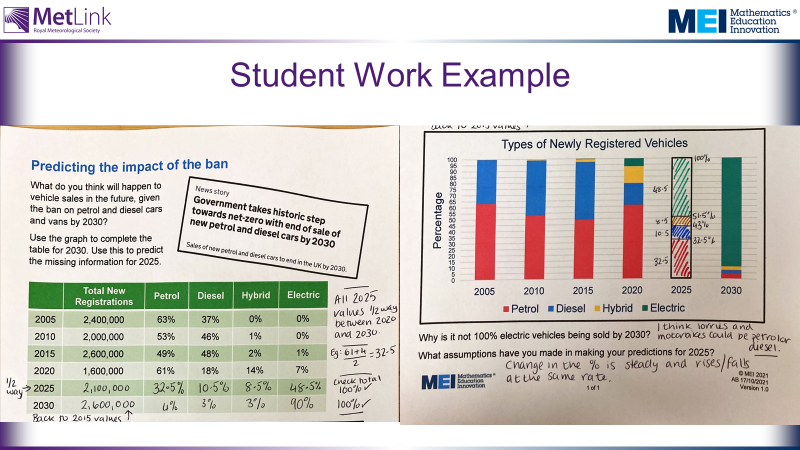 MetLink
Royal Meteorological Society
MEI Mathematics Education Innovation
Student Work Example
Predicting the impact of the ban
What do you think will happen to
vehicle sales in the future, given
the ban on petrol and diesel cars
and vans by 2030?
Use the graph to complete the
table for 2030. Use this to predict
the missing information for 2025.
News story
Government takes historic step
towards net-zero with end of sale of
new petrol and diesel cars by 2030
Sales of new petrol and diesel cars to end in the UK by 2030.
Total New Registrations Petrol Diesel Hybrid Electric
2005 2,400,000 63% 37% 0% 0%
2010 2,000,000 53% 46% 1% 0%
2015 2,600,000 49% 48% 2% 1%
2020 1,600,000 61% 18% 14% 7%
1/2 way → 2025 2,100,000 32.5% 10.5% 8.5% 48.5%
2030 2,600,000 4% 3% 3% 90%
Back to 2015 values ↑
All 2025
values 1/2 way
between 2020
and 2030.
Eg: 61+4 / 2 = 32.5
Check total
100% ✓
100% ✓
Back to 2015 values
Types of Newly Registered Vehicles
Percentage
100
95
90
85
80
75
70
65
60
55
50
45
40
35
30
25
20
15
10
5
0
100%
48.5
51.5%
8.5
43%
10.5
32.5%
32.5
2005 2010 2015 2020 2025 2030
Petrol Diesel Hybrid Electric
Why is it not 100% electric vehicles being sold by 2030? I think lorries and
motorbikes could be petrol or
diesel.
What assumptions have you made in making your predictions for 2025?
Change in the % is steady and rises/falls
at the same rate.
MEI Mathematics Education Innovation
1 of 1
© MEI 2021
AB 17/10/2021
Version 1.0